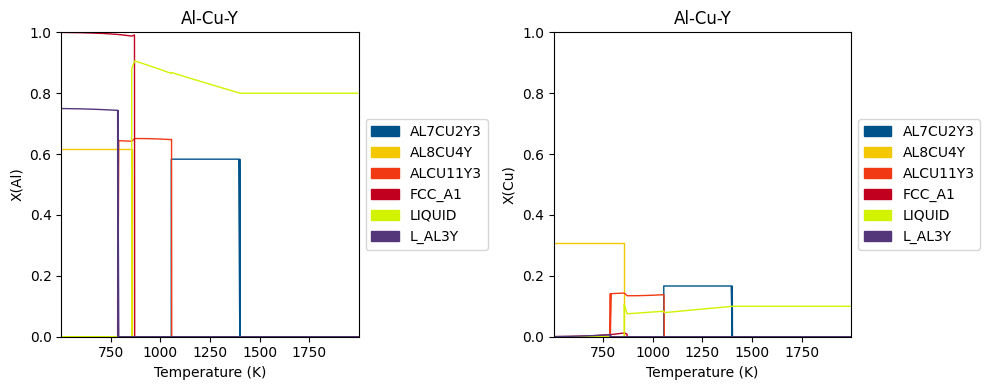 Al-Cu-Y
X(Al)
1.0
0.8
0.6
0.4
0.2
0.0
750 1000 1250 1500 1750
Temperature (K)
AL7CU2Y3
AL8CU4Y
ALCU11Y3
FCC_A1
LIQUID
L_AL3Y
Al-Cu-Y
X(Cu)
1.0
0.8
0.6
0.4
0.2
0.0
750 1000 1250 1500 1750
Temperature (K)
AL7CU2Y3
AL8CU4Y
ALCU11Y3
FCC_A1
LIQUID
L_AL3Y